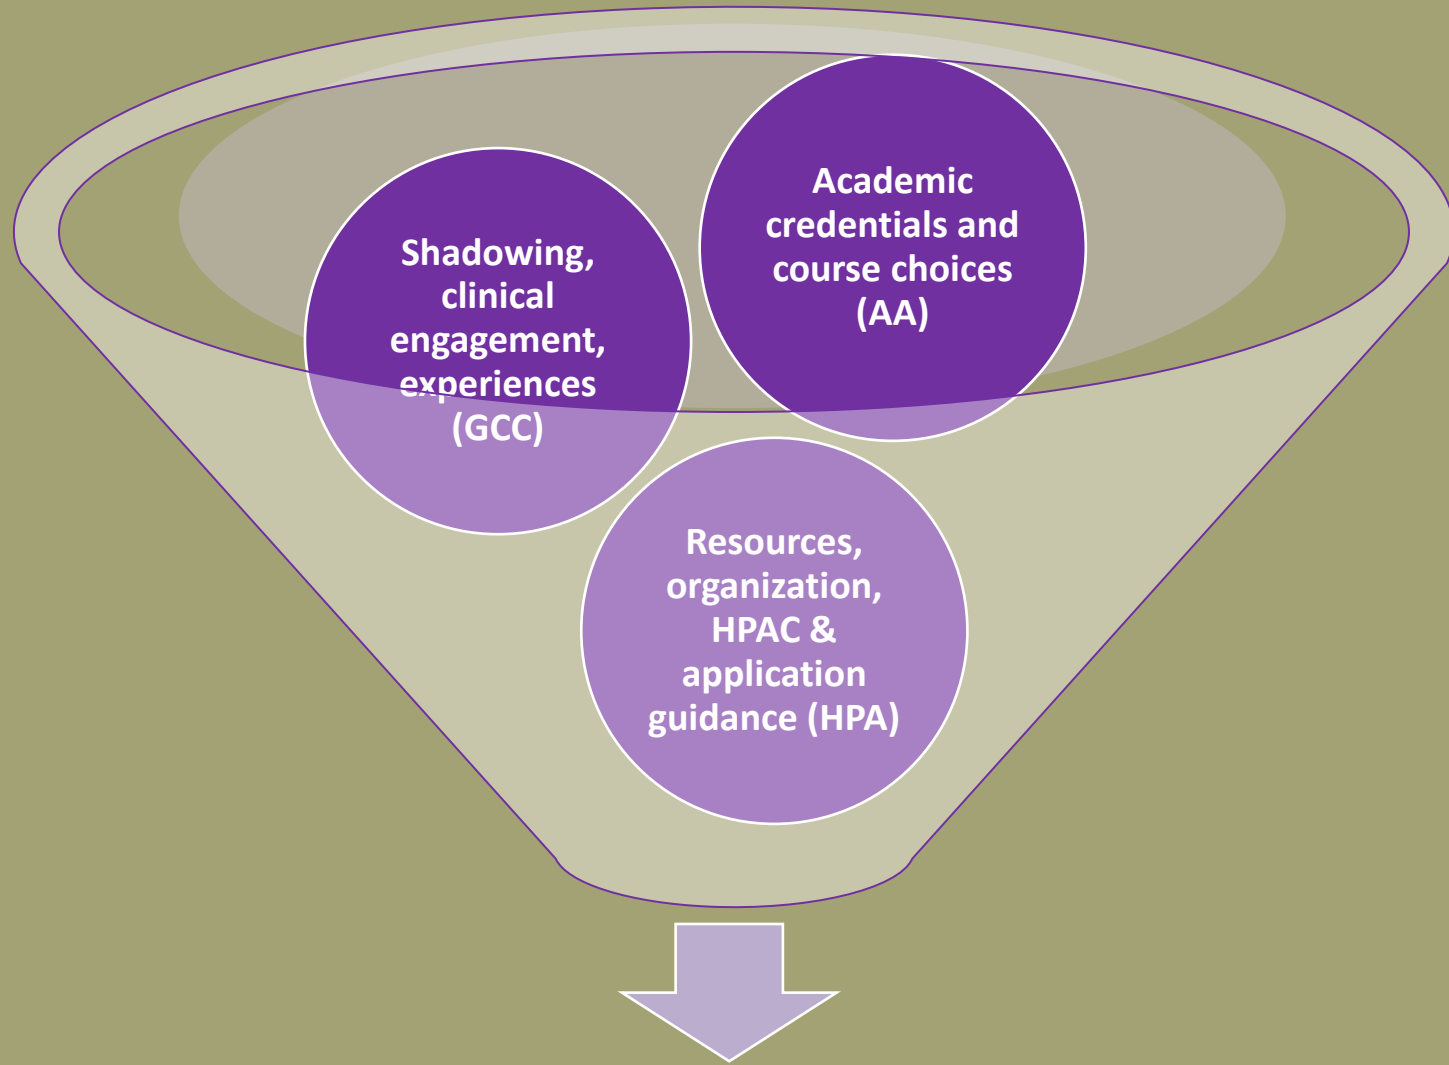 Shadowing,
clinical
engagement,
experiences
(GCC)
Academic
credentials and
course choices
(AA)
Resources,
organization,
HPAC &
application
guidance (HPA)